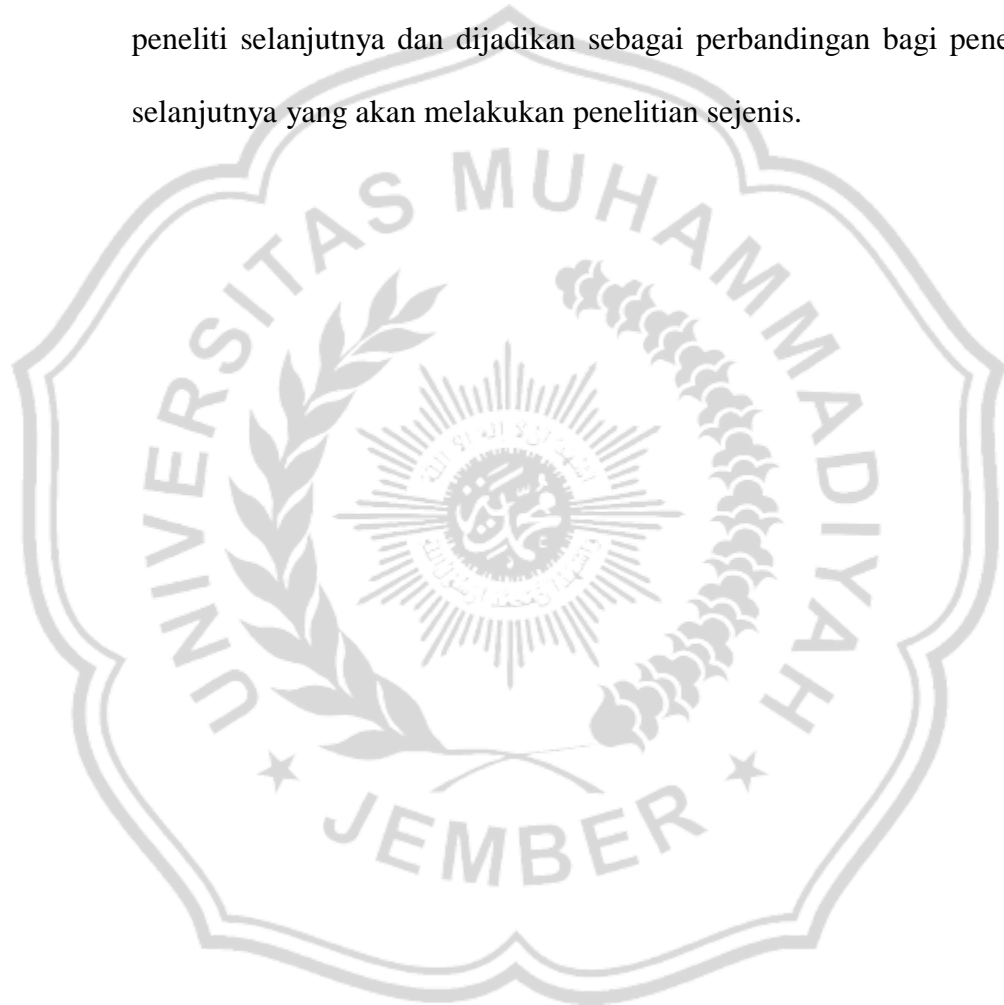 peneliti selanjutnya dan dijadikan sebagai perbandingan bagi pene
selanjutnya yang akan melakukan penelitian sejenis.
UNIVERSITAS MUHAMMADIYAH
JEMBER